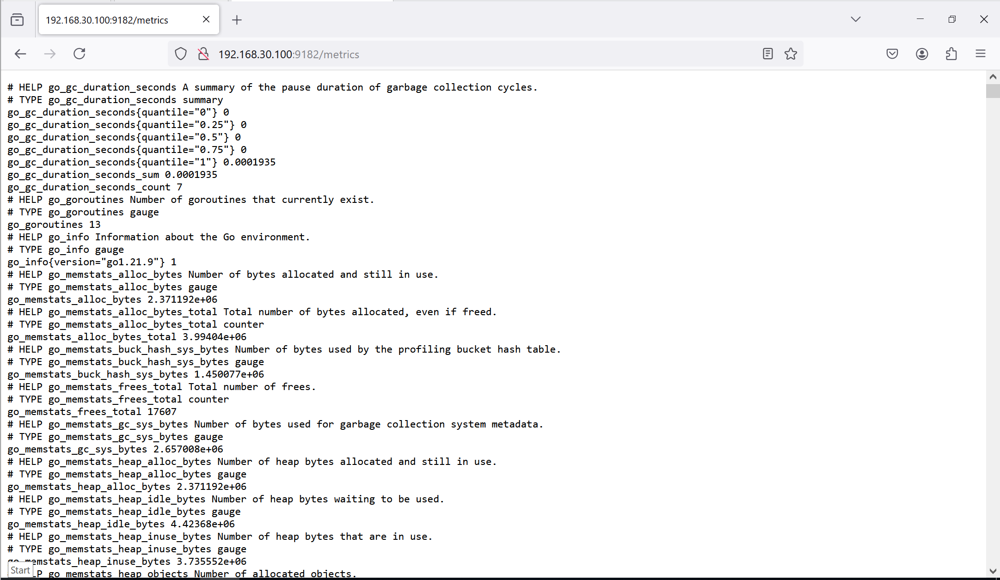 192.168.30.100:9182/metrics
192.168.30.100:9182/metrics
# HELP go_gc_duration_seconds A summary of the pause duration of garbage collection cycles.
# TYPE go_gc_duration_seconds summary
go_gc_duration_seconds{quantile="0"} 0
go_gc_duration_seconds{quantile="0.25"} 0
go_gc_duration_seconds{quantile="0.5"} 0
go_gc_duration_seconds{quantile="0.75"} 0
go_gc_duration_seconds{quantile="1"} 0.0001935
go_gc_duration_seconds_sum 0.0001935
go_gc_duration_seconds_count 7
# HELP go_goroutines Number of goroutines that currently exist.
# TYPE go_goroutines gauge
go_goroutines 13
# HELP go_info Information about the Go environment.
# TYPE go_info gauge
go_info{version="go1.21.9"} 1
# HELP go_memstats_alloc_bytes Number of bytes allocated and still in use.
# TYPE go_memstats_alloc_bytes gauge
go_memstats_alloc_bytes 2.371192e+06
# HELP go_memstats_alloc_bytes_total Total number of bytes allocated, even if freed.
# TYPE go_memstats_alloc_bytes_total counter
go_memstats_alloc_bytes_total 3.99404e+06
# HELP go_memstats_buck_hash_sys_bytes Number of bytes used by the profiling bucket hash table.
# TYPE go_memstats_buck_hash_sys_bytes gauge
go_memstats_buck_hash_sys_bytes 1.450077e+06
# HELP go_memstats_frees_total Total number of frees.
# TYPE go_memstats_frees_total counter
go_memstats_frees_total 17607
# HELP go_memstats_gc_sys_bytes Number of bytes used for garbage collection system metadata.
# TYPE go_memstats_gc_sys_bytes gauge
go_memstats_gc_sys_bytes 2.657008e+06
# HELP go_memstats_heap_alloc_bytes Number of heap bytes allocated and still in use.
# TYPE go_memstats_heap_alloc_bytes gauge
go_memstats_heap_alloc_bytes 2.371192e+06
# HELP go_memstats_heap_idle_bytes Number of heap bytes waiting to be used.
# TYPE go_memstats_heap_idle_bytes gauge
go_memstats_heap_idle_bytes 4.42368e+06
# HELP go_memstats_heap_inuse_bytes Number of heap bytes that are in use.
# TYPE go_memstats_heap_inuse_bytes gauge
go_memstats_heap_inuse_bytes 3.735552e+06
Start
LP go_memstats_heap_objects Number of allocated objects.